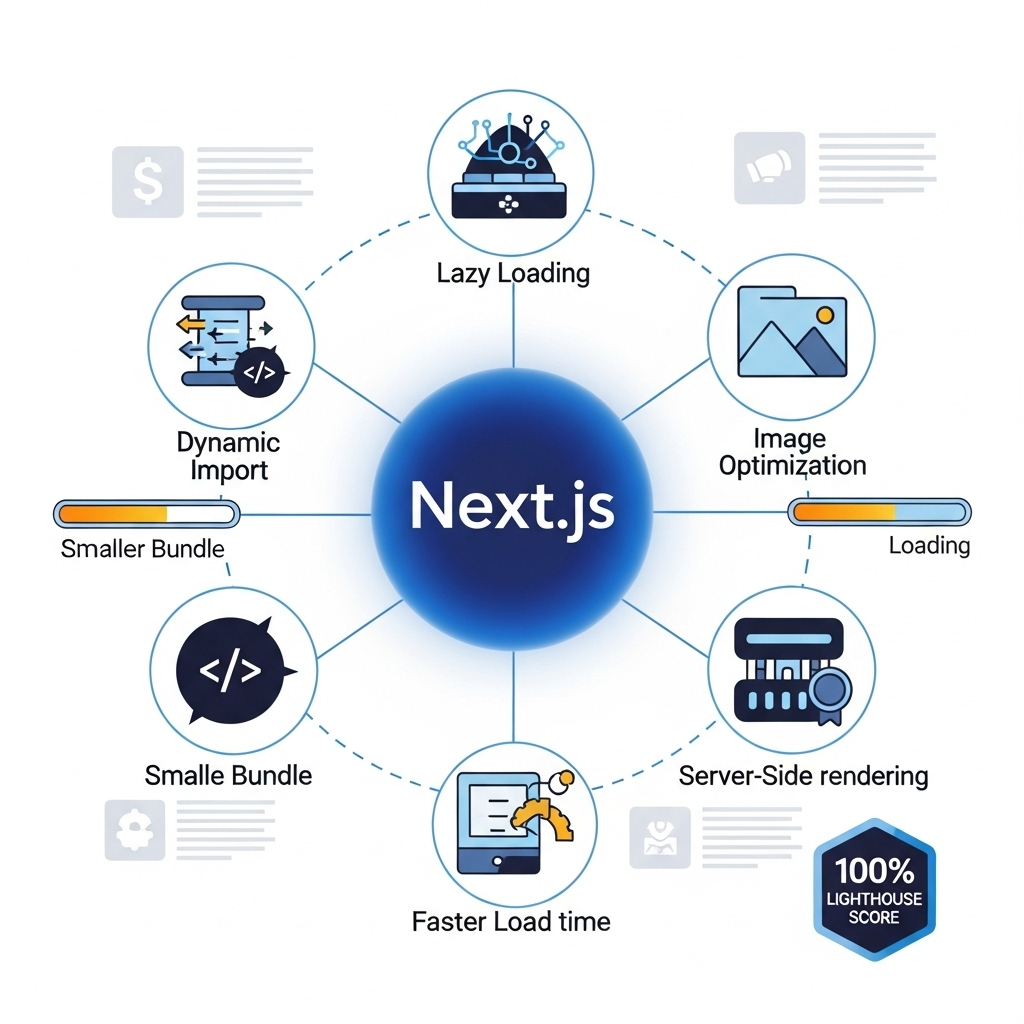 $
Lazy Loading
</>
Dynamic
Import
Image
Optimization
Next.js
Smaller Bundle
Loading
</>
Smalle Bundle
Server-Side rendering
Faster Load time
100%
LIGHTHOUSE
SCORE